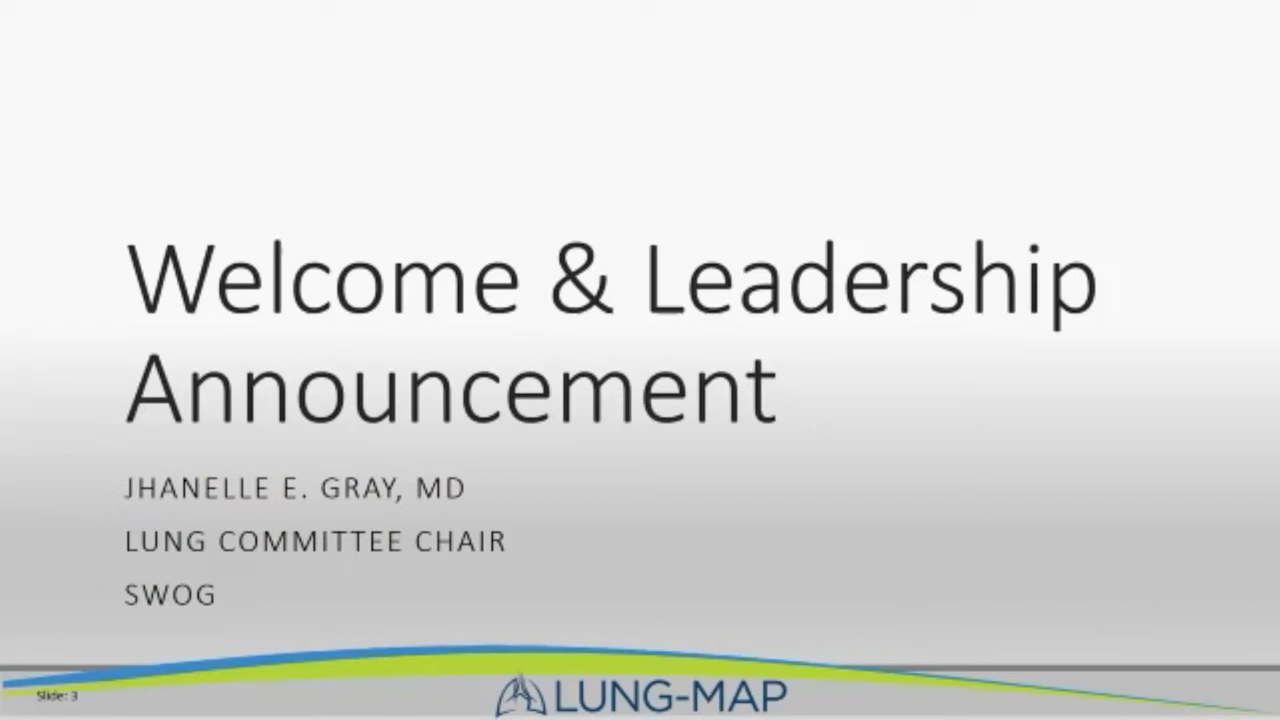 Welcome & Leadership
Announcement
JHANELLE E. GRAY, MD
LUNG COMMITTEE CHAIR
SWOG
Slide: 3
LUNG-MAP